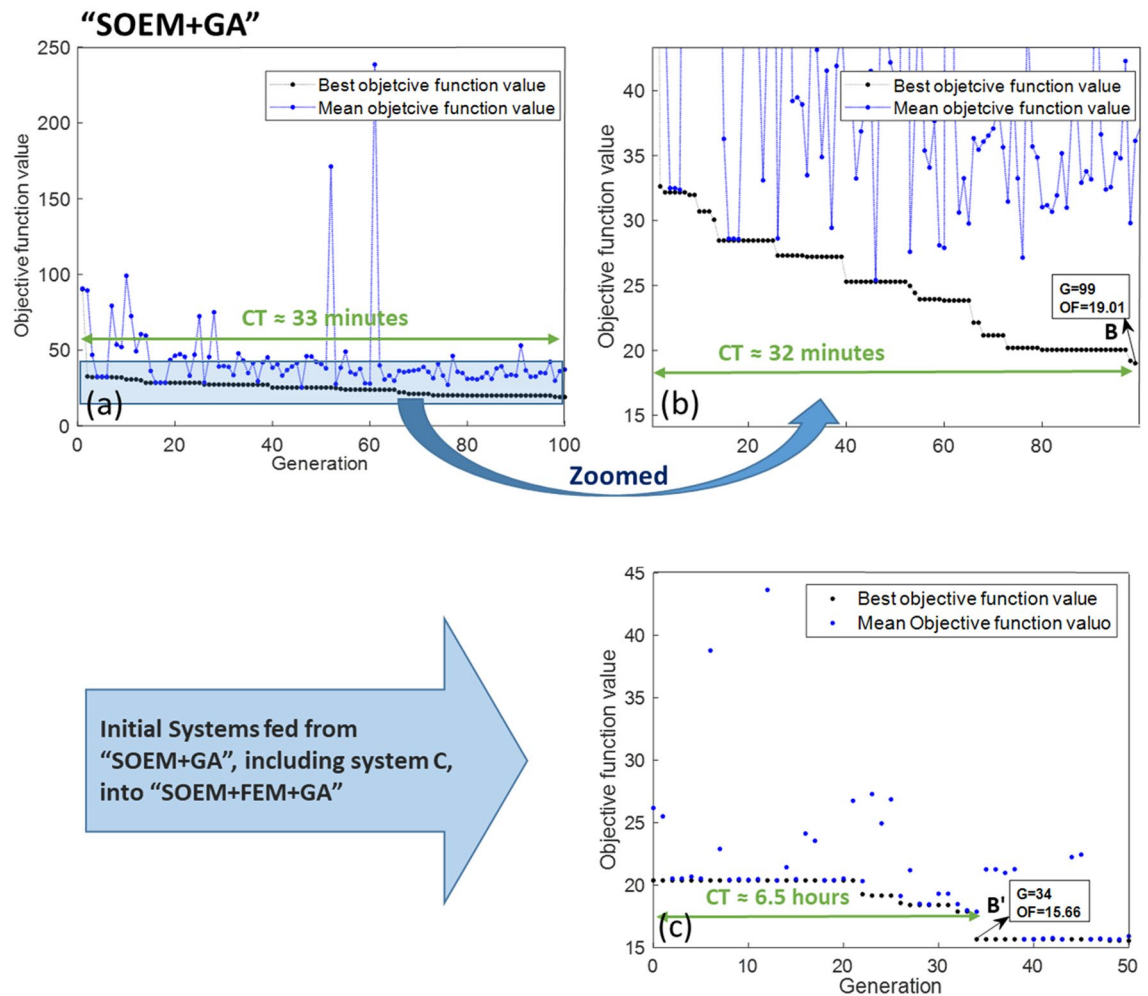 “SOEM+GA”
250
200
150
100
50
0
Objective function value
Best objetcive function value
Mean objetcive function value
CT ≈ 33 minutes
(a)
0
20
40
60
80
100
Generation
40
35
30
25
20
15
Objective function value
Best objetcive function value
Mean objetcive function value
G=99
OF=19.01
B
CT ≈ 32 minutes
(b)
20
40
60
80
Zoomed
Initial Systems fed from
“SOEM+GA”, including system C,
into “SOEM+FEM+GA”
45
40
35
30
25
20
15
Objective function value
Best objective function value
Mean Objective function valuo
CT ≈ 6.5 hours
B'
G=34
OF=15.66
(c)
0
10
20
30
40
50
Generation